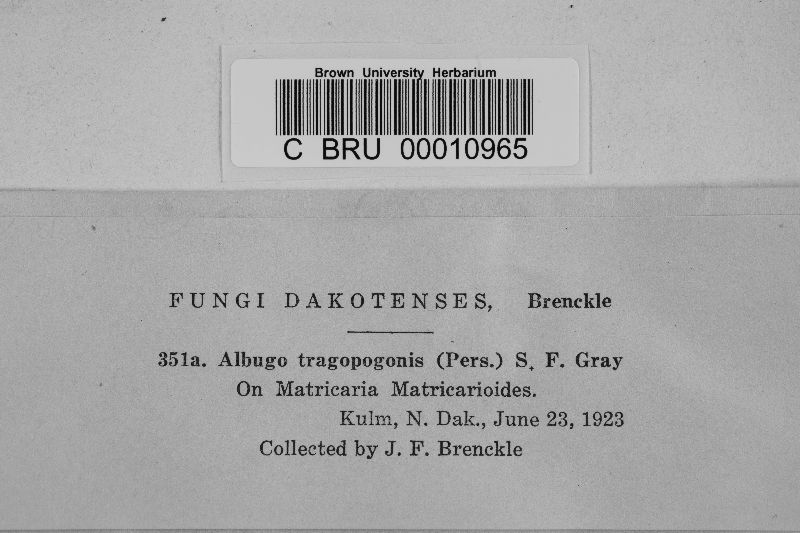 Brown University Herbarium
C BRU 00010965
FUNGI DAKOTENSES, Brenckle
351a. Albugo tragopogonis (Pers.) S. F. Gray
On Matricaria Matricarioides.
Kulm, N. Dak., June 23, 1923
Collected by J. F. Brenckle